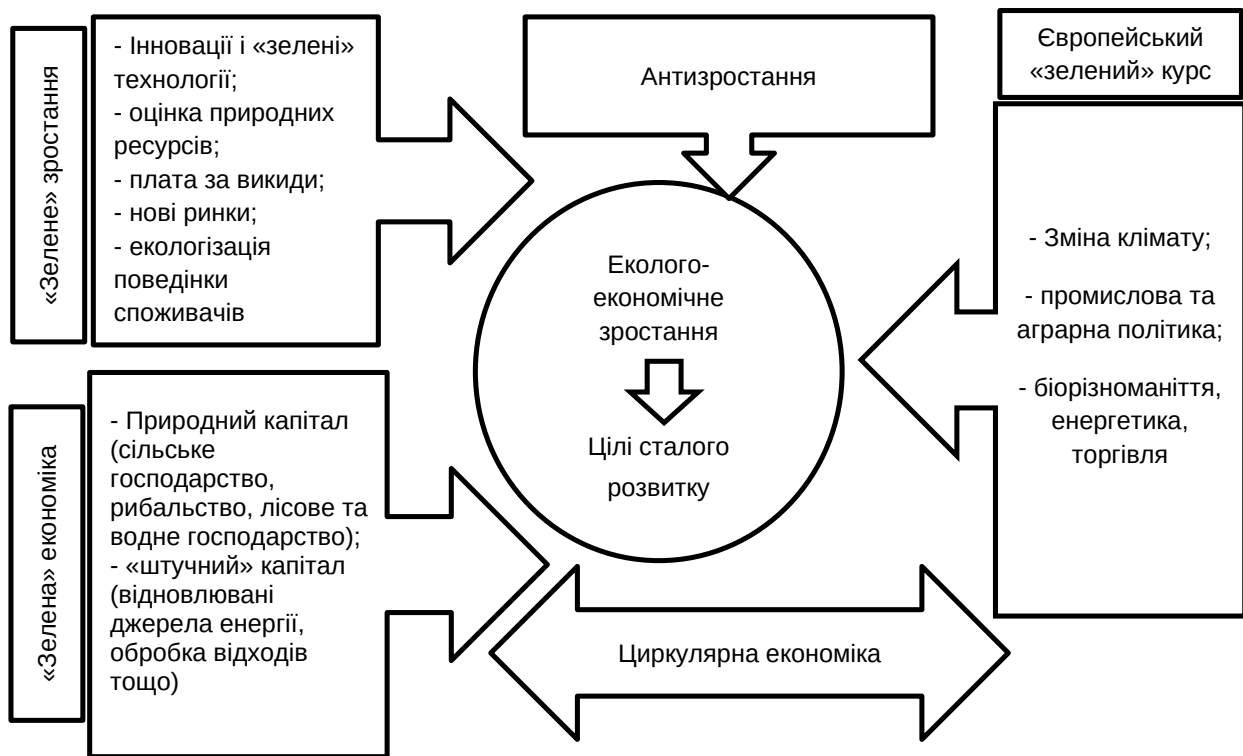 «Зелене» зростання
- Інновації і «зелені»
технології;
- оцінка природних
ресурсів;
- плата за викиди;
- нові ринки;
- екологізація
поведінки
споживачів
Антизростання
Європейський
«зелений» курс
- Зміна клімату;
- промислова та
аграрна політика;
- біорізноманіття,
енергетика,
торгівля
Еколого-
економічне
зростання
Цілі сталого
розвитку
«Зелена» економіка
- Природний капітал
(сільське
господарство,
рибальство, лісове та
водне господарство);
- «штучний» капітал
(відновлювані
джерела енергії,
обробка відходів
тощо)
Циркулярна економіка